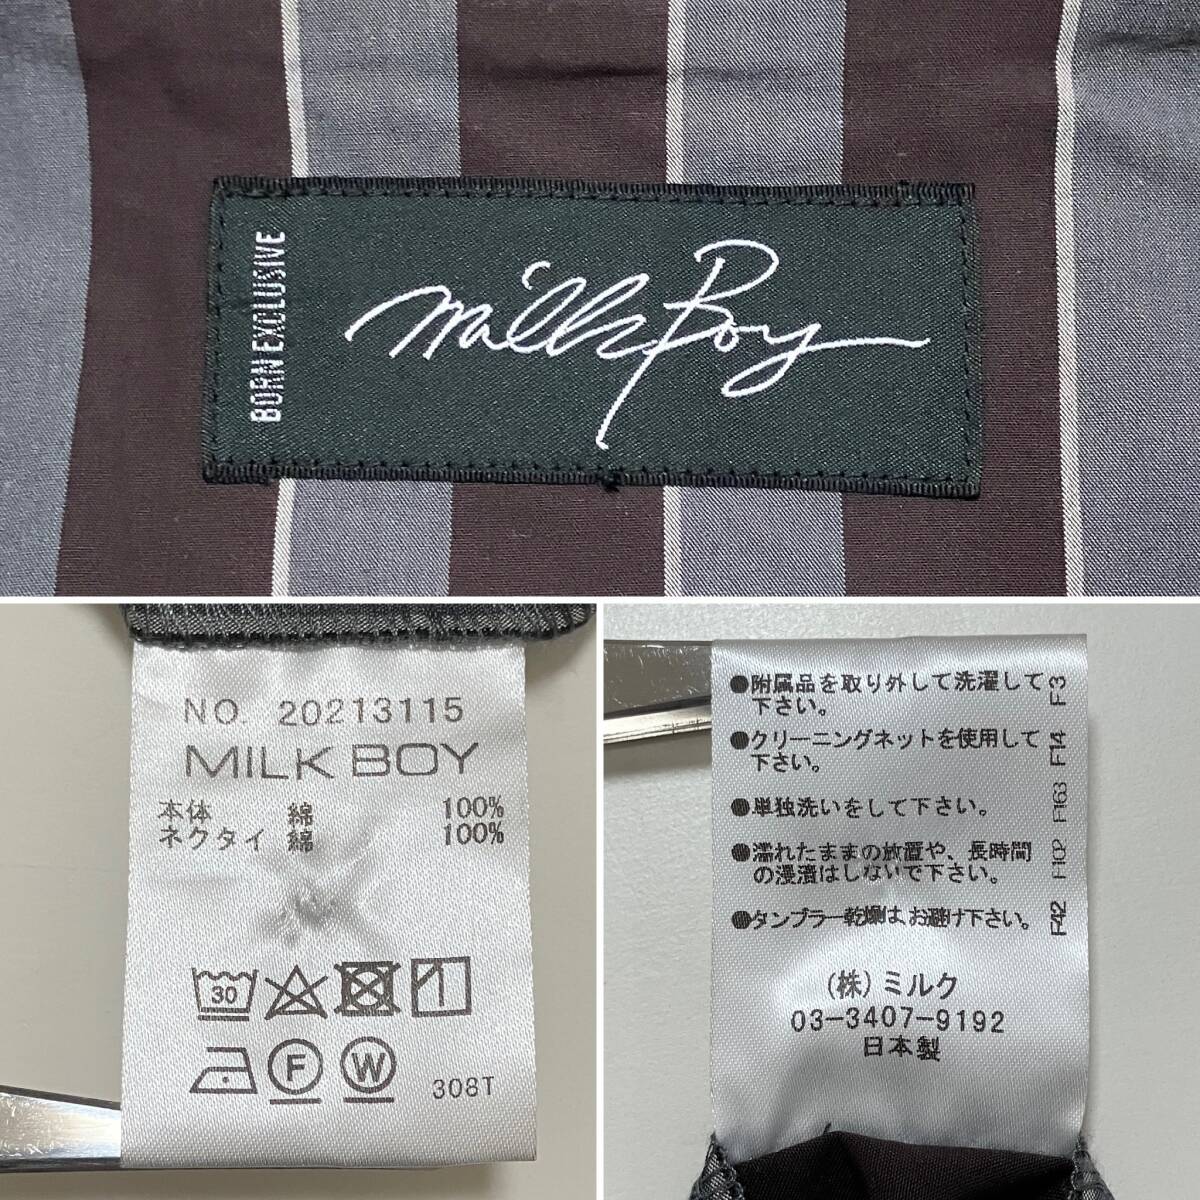 BORN EXCLUSIVE
Milk Boy
NO. 20213115
MILK BOY
本体 綿 100%
ネクタイ 綿 100%
30
F
W
308T
●附属品を取り外して洗濯して
下さい。
●クリーニングネットを使用して
下さい。
●単独洗いをして下さい。
●濡れたままの放置や、長時間
の浸漬はしないで下さい。
●タンブラー乾燥は、お避け下さい。
F3
F14
F163
F102
F42
(株)ミルク
03-3407-9192
日本製